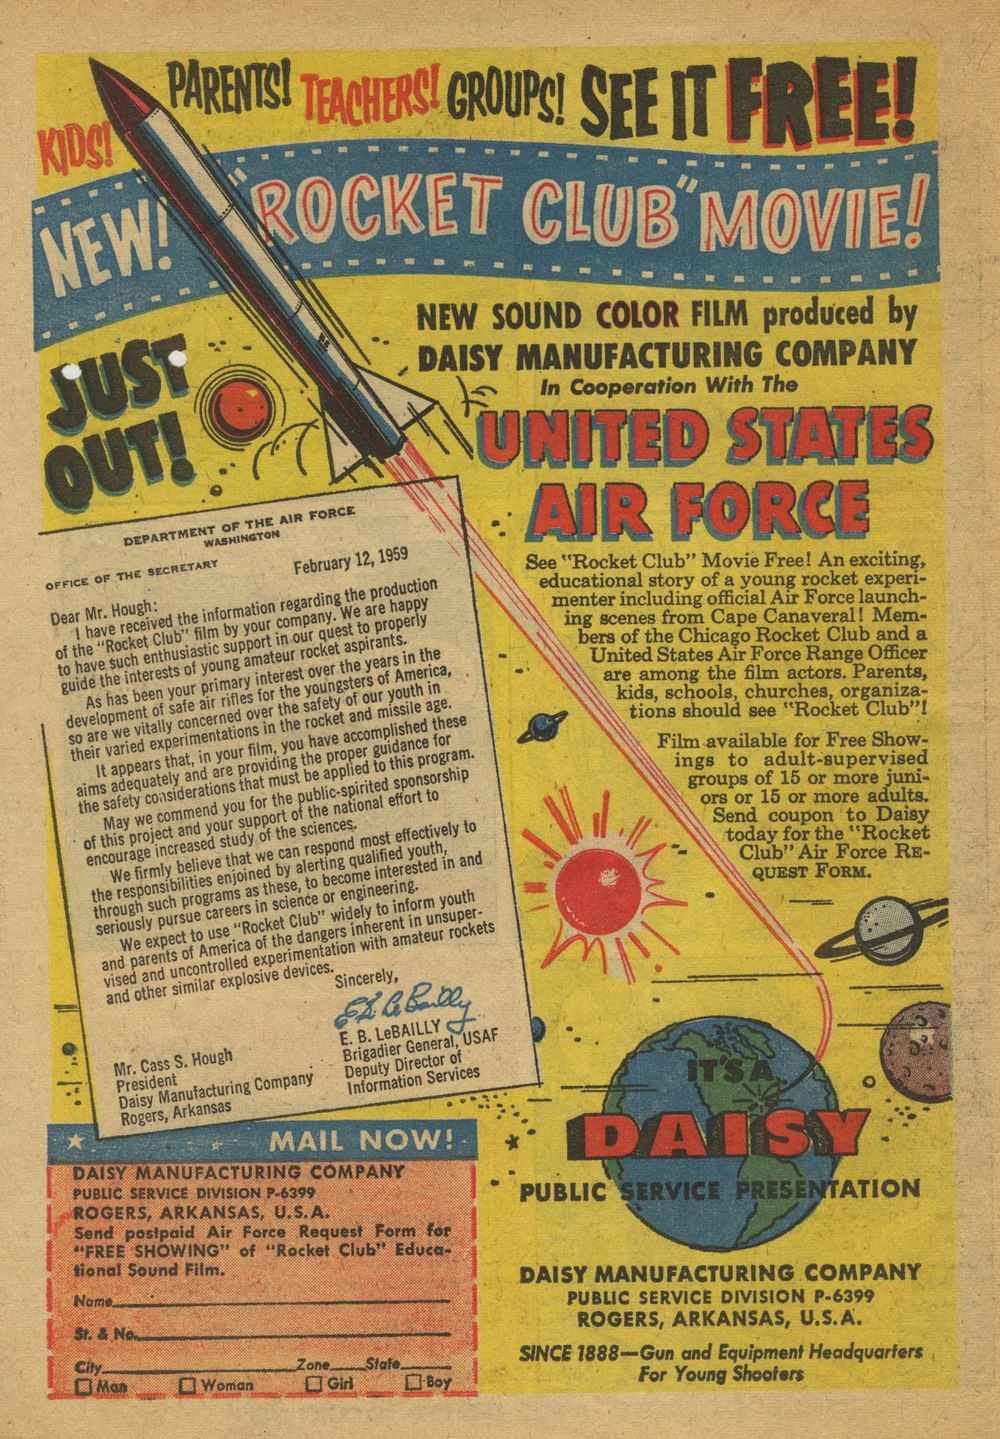 KIDS!
PARENTS!
TEACHERS!
GROUPS!
SEE IT FREE!
NEW! "ROCKET CLUB" MOVIE!
JUST
OUT!
NEW SOUND COLOR FILM produced by
DAISY MANUFACTURING COMPANY
In Cooperation With The
UNITED STATES
AIR FORCE
See "Rocket Club" Movie Free! An exciting,
educational story of a young rocket experi-
menter including official Air Force launch-
ing scenes from Cape Canaveral! Mem-
bers of the Chicago Rocket Club and a
United States Air Force Range Officer
are among the film actors. Parents,
kids, schools, churches, organiza-
tions should see "Rocket Club"!
Film available for Free Show-
ings to adult-supervised
groups of 15 or more juni-
ors or 15 or more adults.
Send coupon to Daisy
today for the "Rocket
Club" Air Force RE-
QUEST FORM.
DEPARTMENT OF THE AIR FORCE
WASHINGTON
OFFICE OF THE SECRETARY
February 12, 1959
Dear Mr. Hough:
I have received the information regarding the production
of the "Rocket Club" film by your company. We are happy
to have such enthusiastic support in our quest to properly
guide the interests of young amateur rocket aspirants.
As has been your primary interest over the years in the
development of safe air rifles for the youngsters of America,
so are we vitally concerned over the safety of our youth in
their varied experimentations in the rocket and missile age.
It appears that, in your film, you have accomplished these
aims adequately and are providing the proper guidance for
the safety considerations that must be applied to this program.
May we commend you for the public-spirited sponsorship
of this project and your support of the national effort to
encourage increased study of the sciences.
We firmly believe that we can respond most effectively to
the responsibilities enjoined by alerting qualified youth,
through such programs as these, to become interested in and
seriously pursue careers in science or engineering.
We expect to use "Rocket Club" widely to inform youth
and parents of America of the dangers inherent in unsuper-
vised and uncontrolled experimentation with amateur rockets
and other similar explosive devices.
Sincerely,
E L LeBailly
E. B. LeBAILLY
Brigadier General, USAF
Deputy Director of
Information Services
Mr. Cass S. Hough
President
Daisy Manufacturing Company
Rogers, Arkansas
IT'S A
DAISY
PUBLIC SERVICE PRESENTATION
DAISY MANUFACTURING COMPANY
PUBLIC SERVICE DIVISION P-6399
ROGERS, ARKANSAS, U.S.A.
SINCE 1888—Gun and Equipment Headquarters
For Young Shooters
MAIL NOW!
DAISY MANUFACTURING COMPANY
PUBLIC SERVICE DIVISION P-6399
ROGERS, ARKANSAS, U.S.A.
Send postpaid Air Force Request Form for
"FREE SHOWING" of "Rocket Club" Educa-
tional Sound Film.
Name
St. & No.
City Zone State
Man Woman Girl Boy